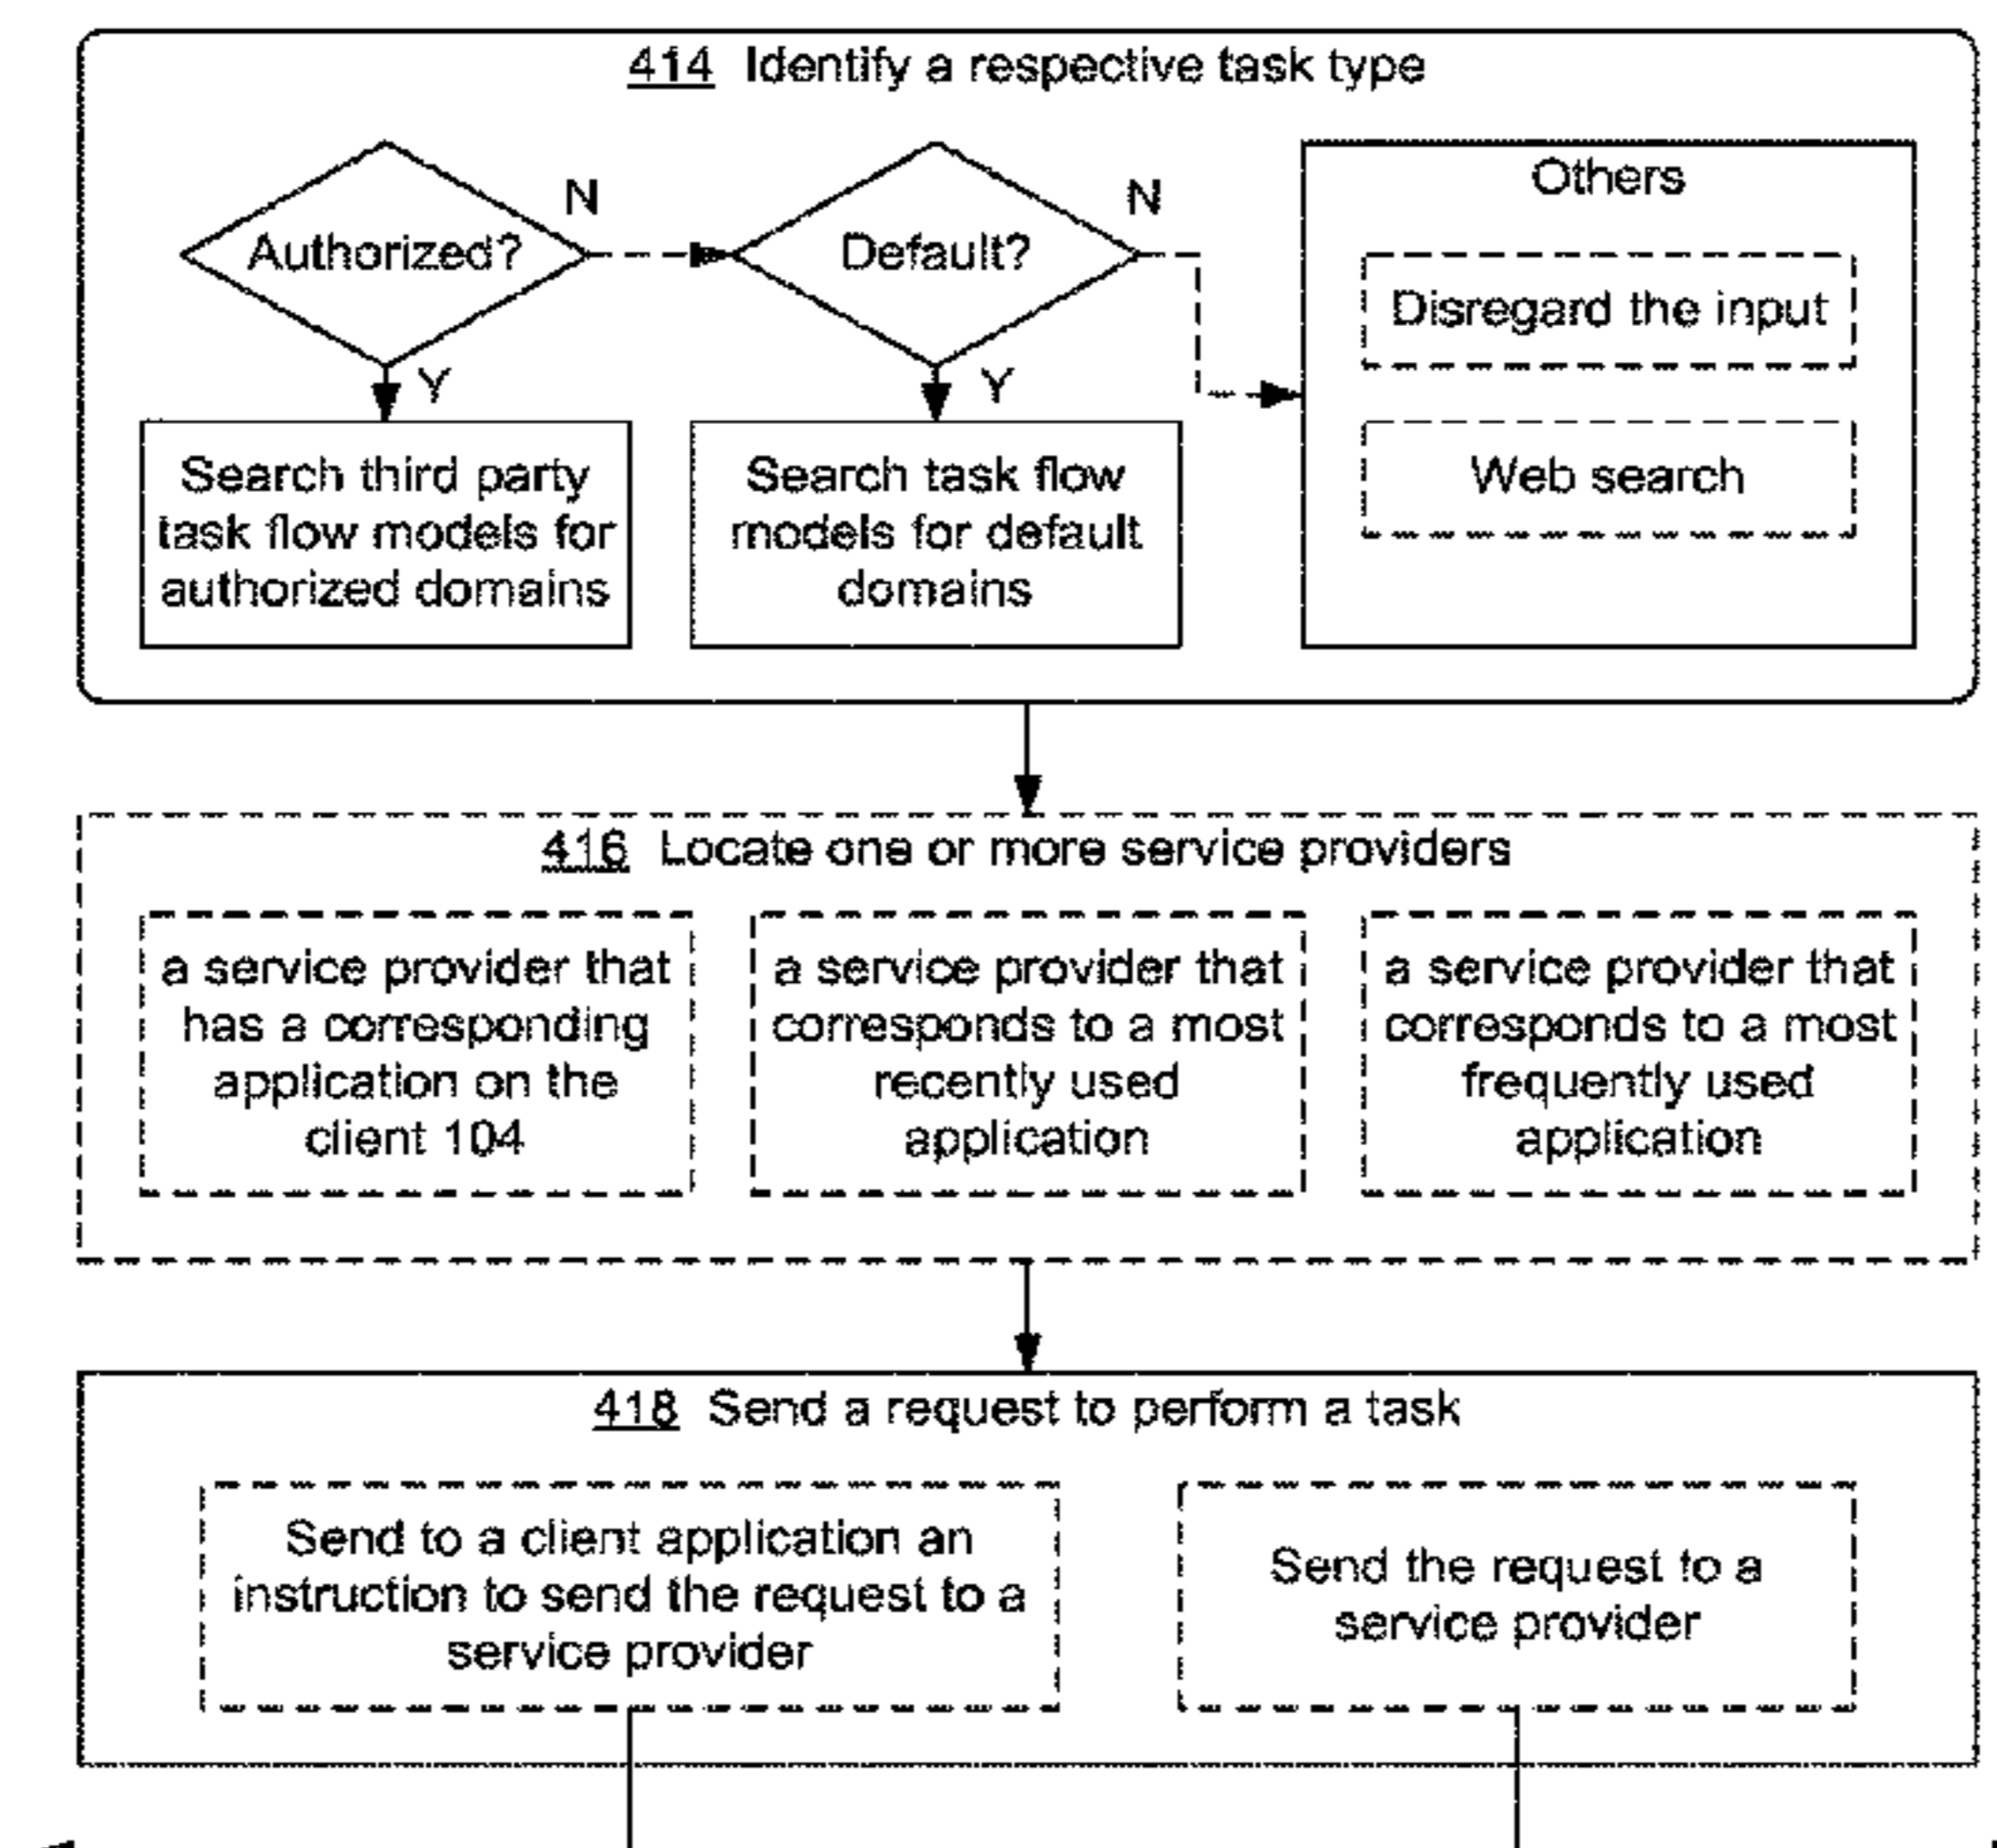 414 Identify a respective task type
Authorized?
N
Default?
N
Y
Y
Search third party
task flow models for
authorized domains
Search task flow
models for default
domains
Others
Disregard the input
Web search
416 Locate one or more service providers
a service provider that
has a corresponding
application on the
client 104
a service provider that
corresponds to a most
recently used
application
a service provider that
corresponds to a most
frequently used
application
418 Send a request to perform a task
Send to a client application an
instruction to send the request to a
service provider
Send the request to a
service provider